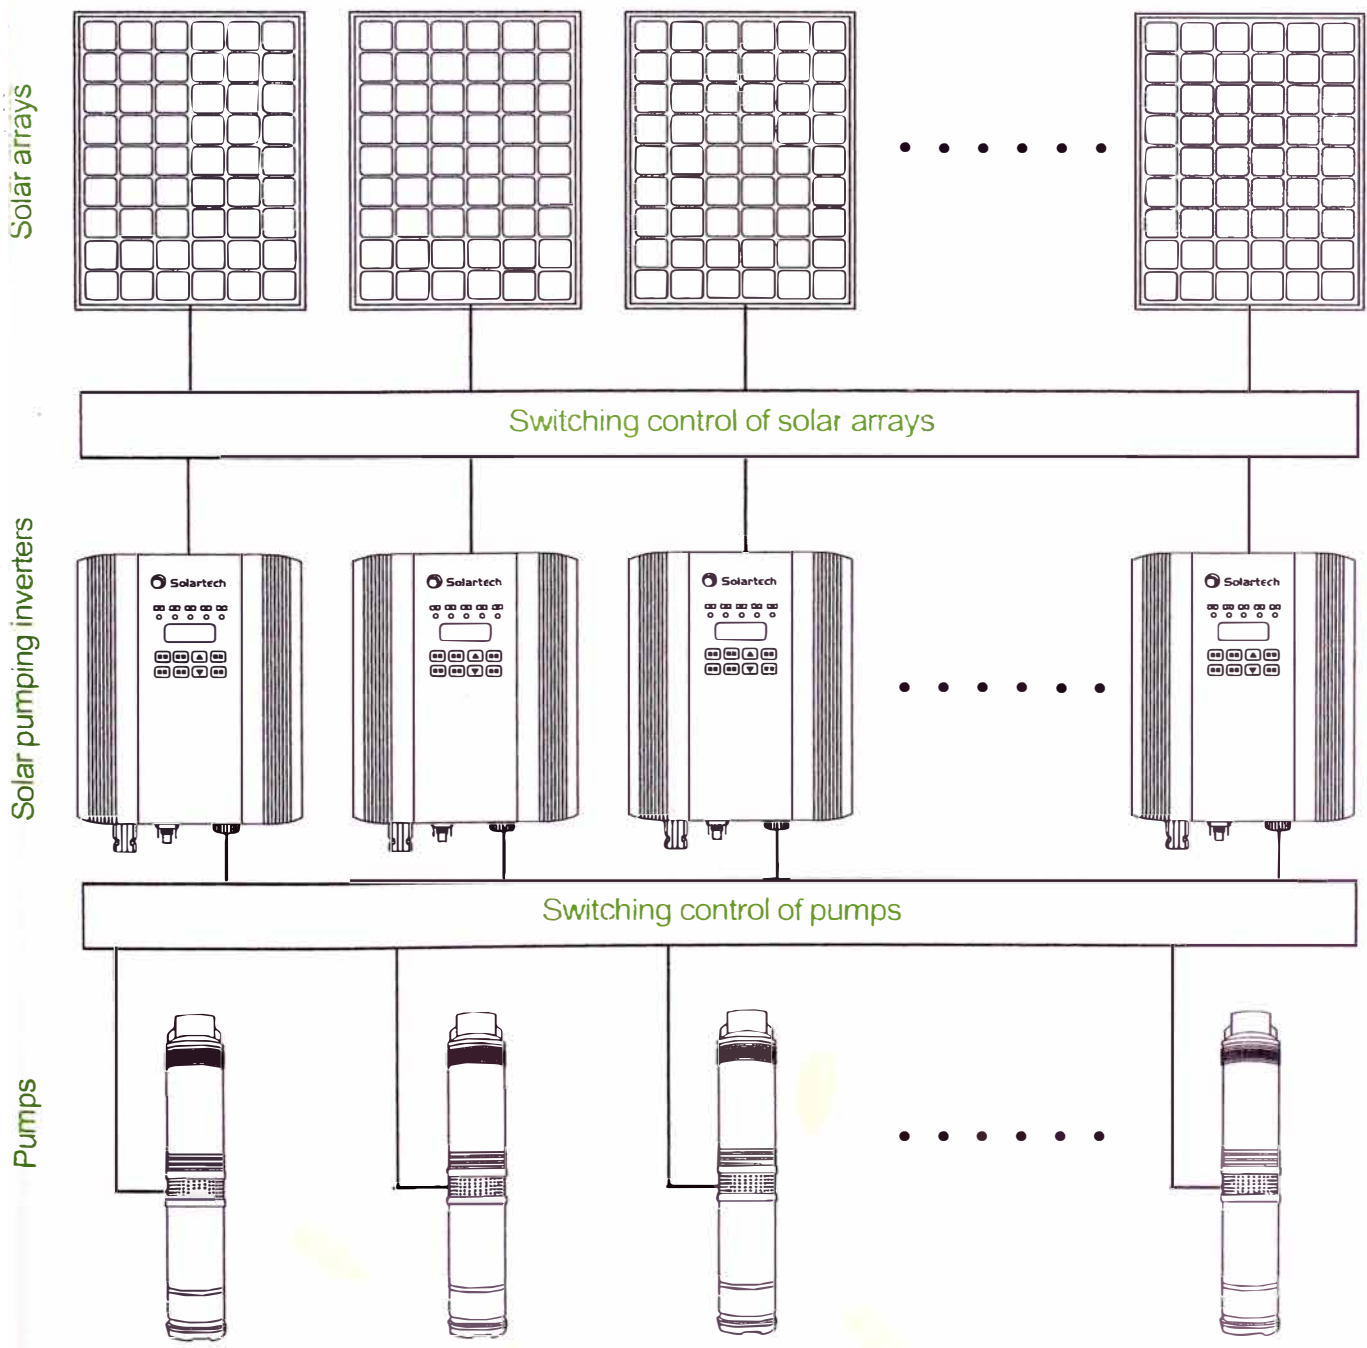 Solar arrays
Switching control of solar arrays
Solar pumping inverters
Solartech
Solartech
Solartech
Solartech
Switching control of pumps
Pumps